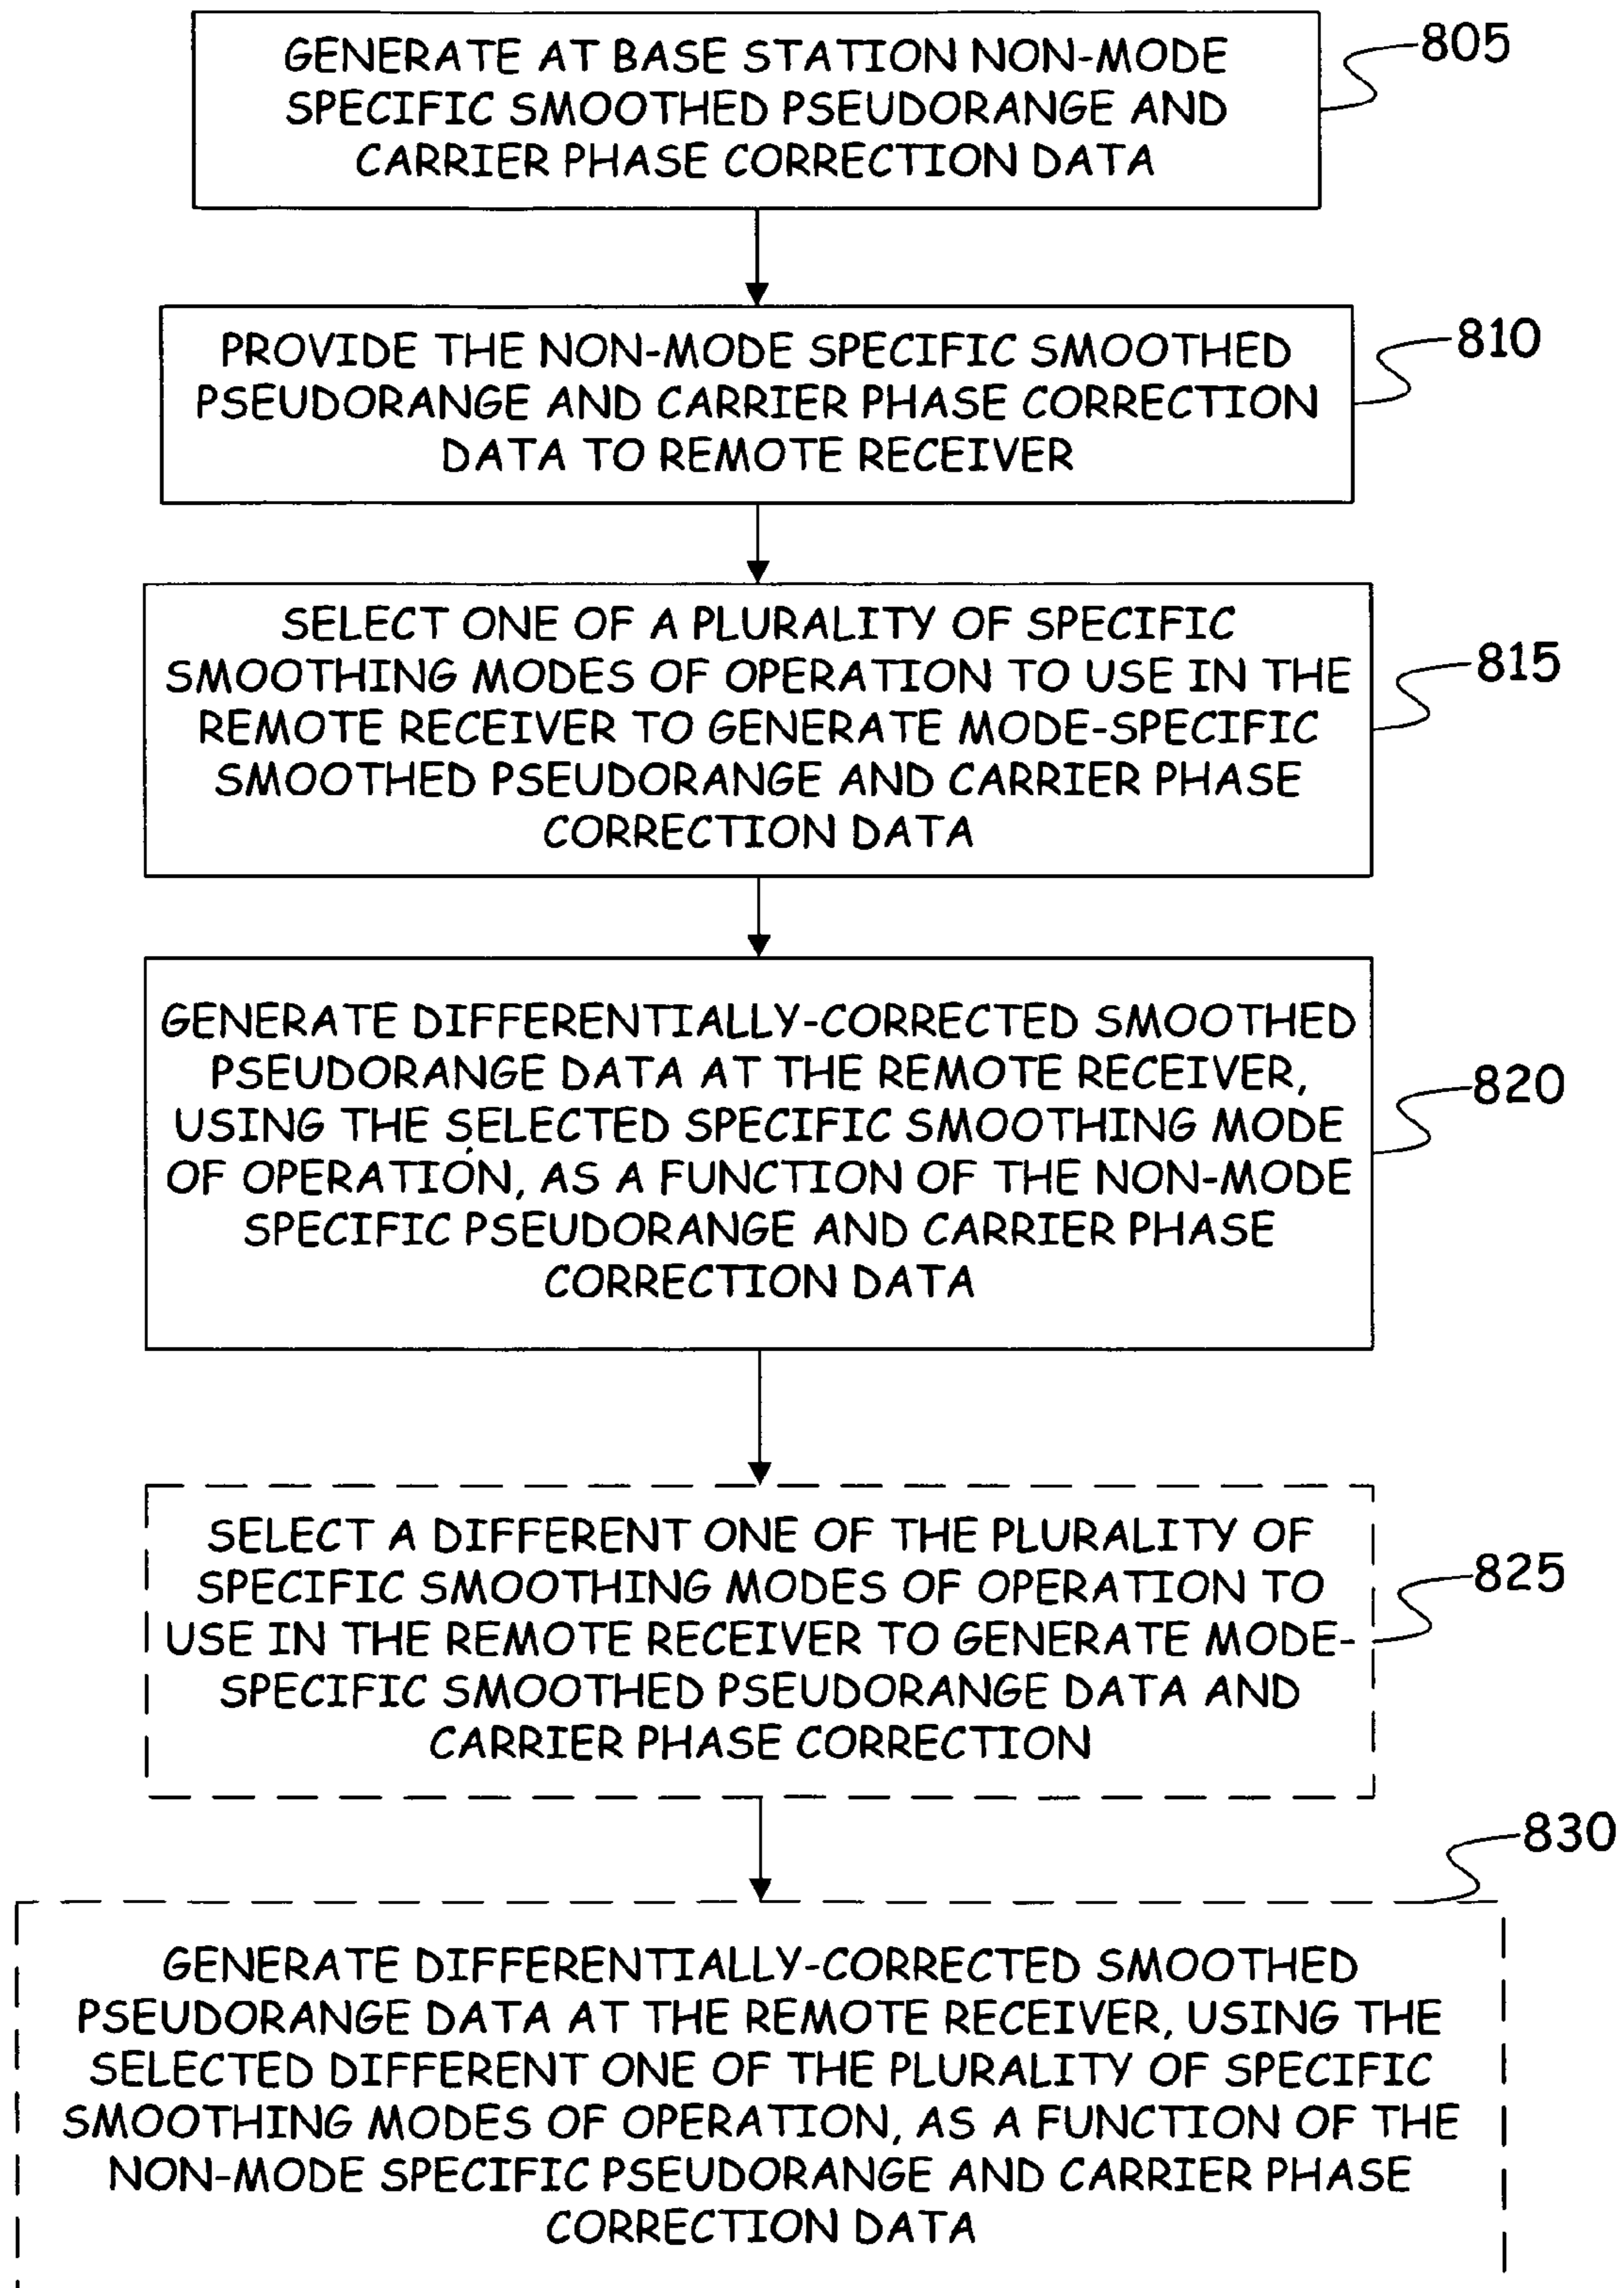 GENERATE AT BASE STATION NON-MODE
SPECIFIC SMOOTHED PSEUDORANGE AND
CARRIER PHASE CORRECTION DATA
805
PROVIDE THE NON-MODE SPECIFIC SMOOTHED
PSEUDORANGE AND CARRIER PHASE CORRECTION
DATA TO REMOTE RECEIVER
810
SELECT ONE OF A PLURALITY OF SPECIFIC
SMOOTHING MODES OF OPERATION TO USE IN THE
REMOTE RECEIVER TO GENERATE MODE-SPECIFIC
SMOOTHED PSEUDORANGE AND CARRIER PHASE
CORRECTION DATA
815
GENERATE DIFFERENTIALLY-CORRECTED SMOOTHED
PSEUDORANGE DATA AT THE REMOTE RECEIVER,
USING THE SELECTED SPECIFIC SMOOTHING MODE
OF OPERATION, AS A FUNCTION OF THE NON-MODE
SPECIFIC PSEUDORANGE AND CARRIER PHASE
CORRECTION DATA
820
SELECT A DIFFERENT ONE OF THE PLURALITY OF
SPECIFIC SMOOTHING MODES OF OPERATION TO
USE IN THE REMOTE RECEIVER TO GENERATE MODE-
SPECIFIC SMOOTHED PSEUDORANGE DATA AND
CARRIER PHASE CORRECTION
825
830
GENERATE DIFFERENTIALLY-CORRECTED SMOOTHED
PSEUDORANGE DATA AT THE REMOTE RECEIVER, USING THE
SELECTED DIFFERENT ONE OF THE PLURALITY OF SPECIFIC
SMOOTHING MODES OF OPERATION, AS A FUNCTION OF THE
NON-MODE SPECIFIC PSEUDORANGE AND CARRIER PHASE
CORRECTION DATA